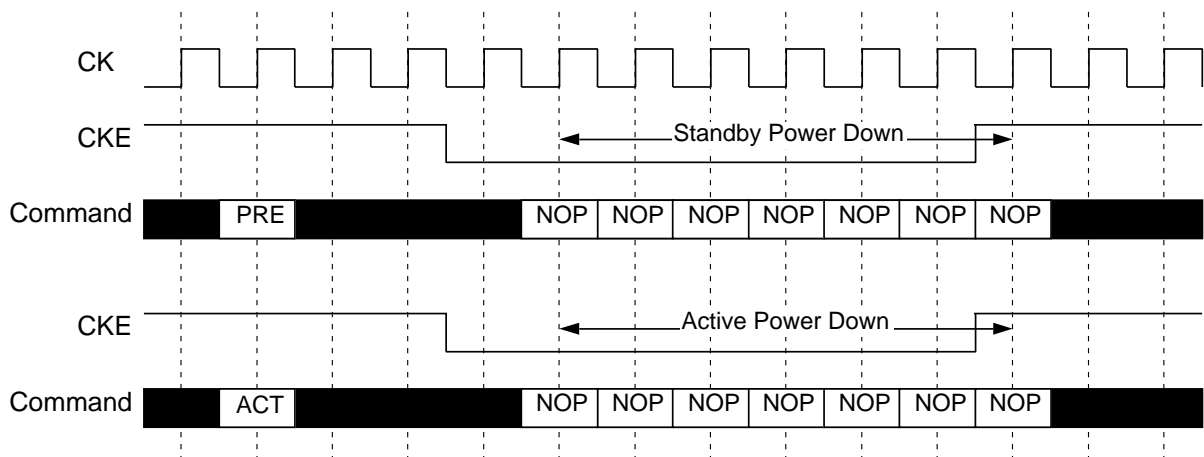 CK
CKE Standby Power Down
Command PRE NOP NOP NOP NOP NOP NOP NOP
CKE Active Power Down
Command ACT NOP NOP NOP NOP NOP NOP NOP